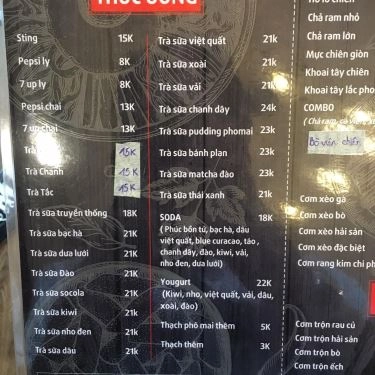 THỨC UỐNG
Sting 15K
Pepsi ly 8K
7 up ly 8K
Pepsi chai 13K
7 up chai 13K
Trà 15K
Trà Chanh 15K
Trà Tắc 15K
Trà sữa truyền thống 18K
Trà sữa bạc hà 21k
Trà sữa dưa lưới 21k
Trà sữa Đào 21k
Trà sữa socola 21k
Trà sữa kiwi 21k
Trà sữa nho đen 21k
Trà sữa dâu 21k
Trà sữa việt quất 21k
Trà sữa xoài 21k
Trà sữa vải 21k
Trà sữa chanh dây 24k
Trà sữa pudding phomai 23k
Trà sữa bánh plan 23k
Trà sữa matcha đào 23k
Trà sữa thái xanh 21k
SODA 18K
( Phúc bồn tử, bạc hà, dâu
việt quất, blue curacao, táo,
chanh dây, đào, kiwi, vải,
nho đen, dưa lưới)
Yougurt 22K
(Kiwi, nho, việt quất, vải, dâu,
xoài, đào)
Thạch phô mai thêm 5K
Thạch thêm 3K
Chả ram nhỏ
Chả ram lớn
Mực chiên giòn
Khoai tây chiên
Khoai tây lắc pho
COMBO
( Chả ram,
Bò viên chiên
Cơm xèo gà
Cơm xèo bò
Cơm xèo hải sản
Cơm xèo đặc biệt
Cơm rang kim chi
Cơm trộn rau củ
Cơm trộn hải sản
Cơm trộn bò
Cơm trộn ếch